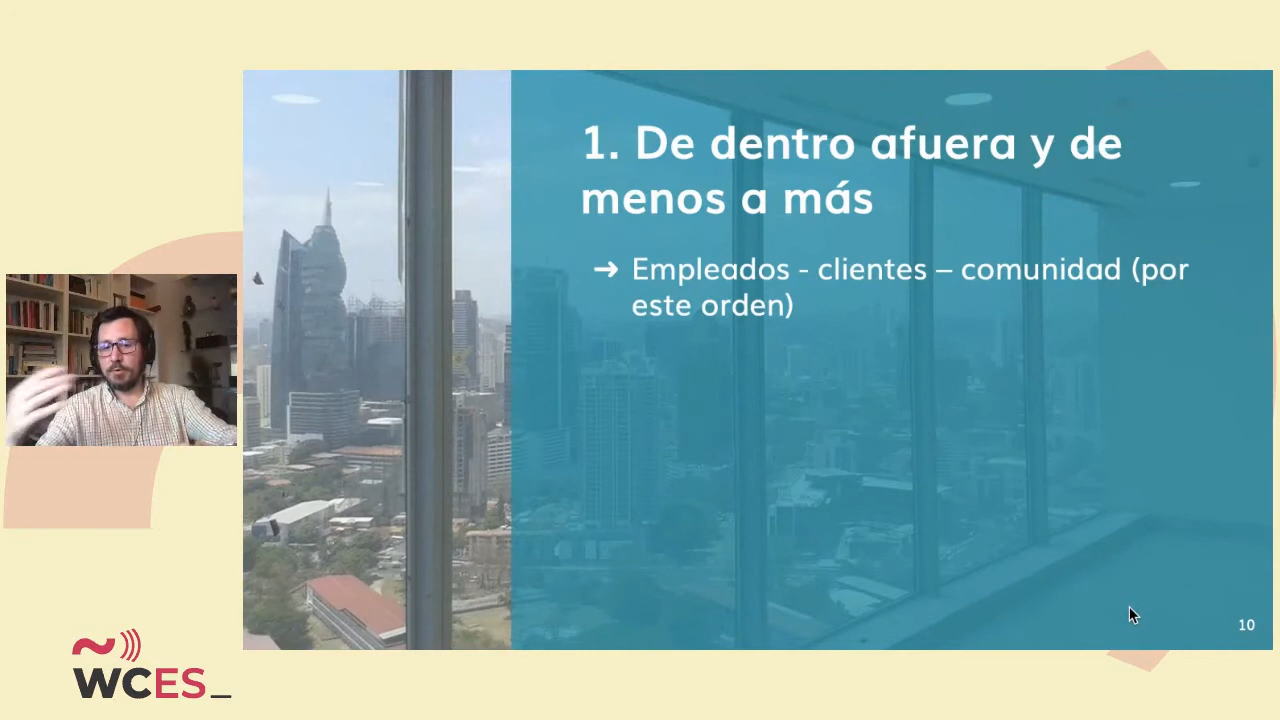 1. De dentro afuera y de
menos a más
➜ Empleados - clientes – comunidad (por
este orden)
10
WCES_